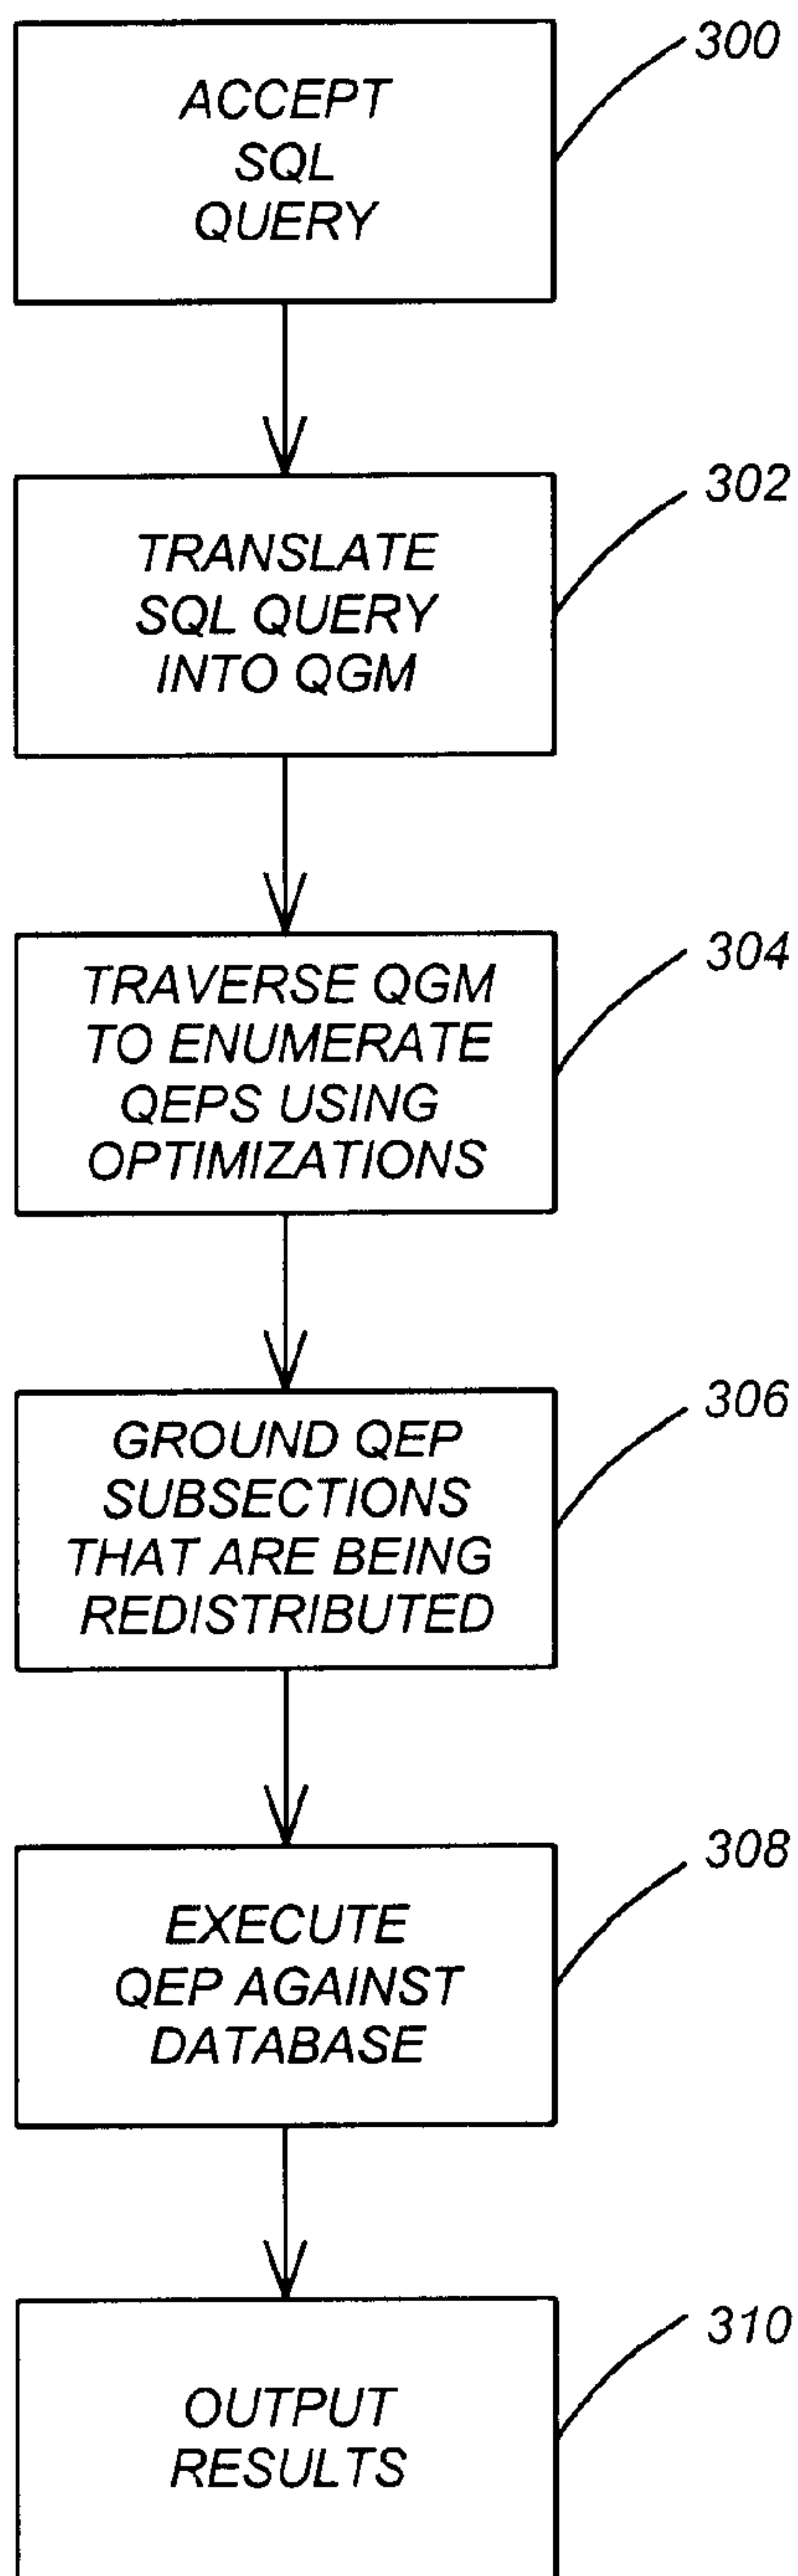 300
ACCEPT
SQL
QUERY
302
TRANSLATE
SQL QUERY
INTO QGM
304
TRAVERSE QGM
TO ENUMERATE
QEPS USING
OPTIMIZATIONS
306
GROUND QEP
SUBSECTIONS
THAT ARE BEING
REDISTRIBUTED
308
EXECUTE
QEP AGAINST
DATABASE
310
OUTPUT
RESULTS